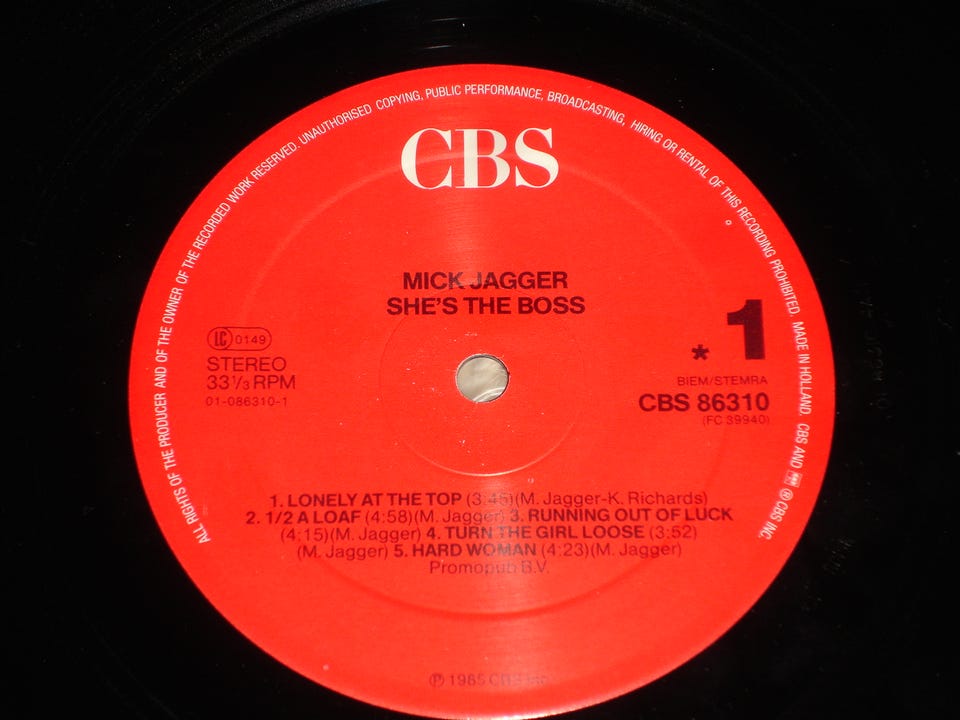 ALL RIGHTS OF THE PRODUCER AND OF THE OWNER OF THE RECORDED WORK RESERVED. UNAUTHORISED COPYING, PUBLIC PERFORMANCE, BROADCASTING, HIRING OR RENTAL OF THIS RECORDING PROHIBITED. MADE IN HOLLAND. CBS AND ® CBS INC.
CBS
MICK JAGGER
SHE'S THE BOSS
LC 0149
STEREO
33⅓ RPM
01-086310-1
* 1
BIEM/STEMRA
CBS 86310
(FC 39940)
1. LONELY AT THE TOP (3:45)(M. Jagger-K. Richards)
2. 1/2 A LOAF (4:58)(M. Jagger) 3. RUNNING OUT OF LUCK
(4:15)(M. Jagger) 4. TURN THE GIRL LOOSE (3:52)
(M. Jagger) 5. HARD WOMAN (4:23)(M. Jagger)
Promopub B.V.
℗ 1985 CBS Inc.